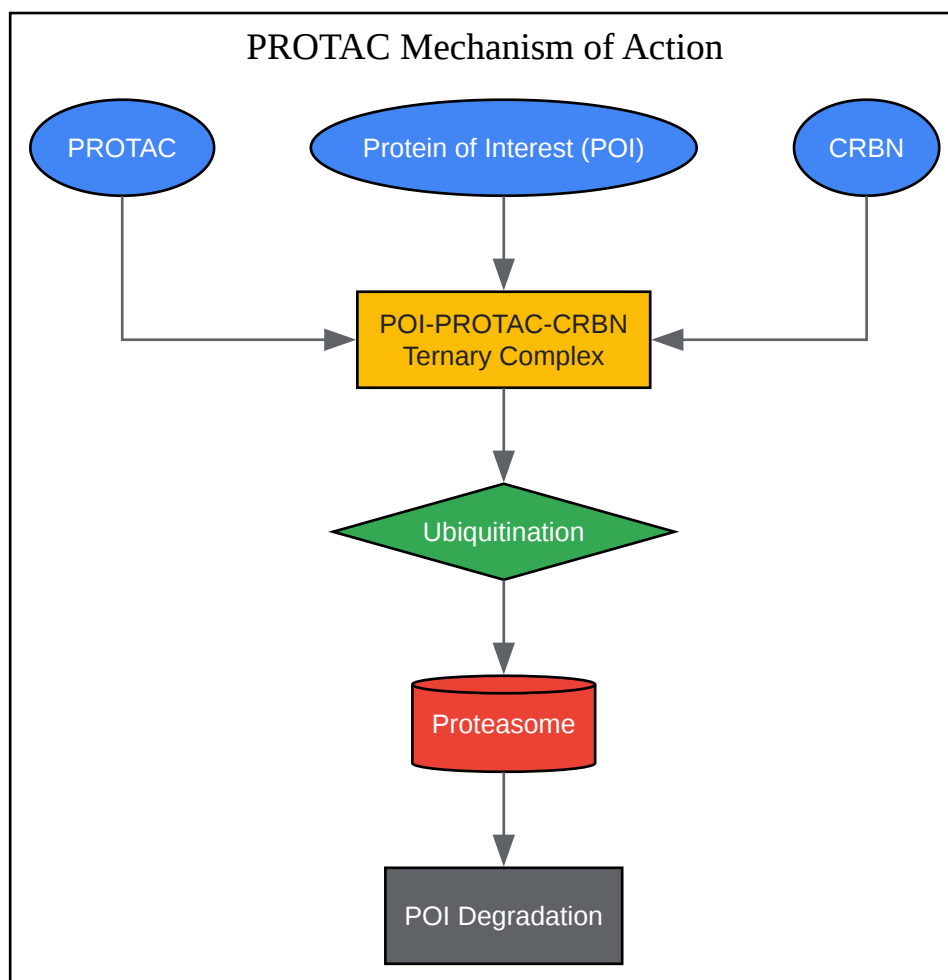 PROTAC Mechanism of Action
PROTAC
Protein of Interest (POI)
CRBN
POI-PROTAC-CRBN
Ternary Complex
Ubiquitination
Proteasome
POI Degradation